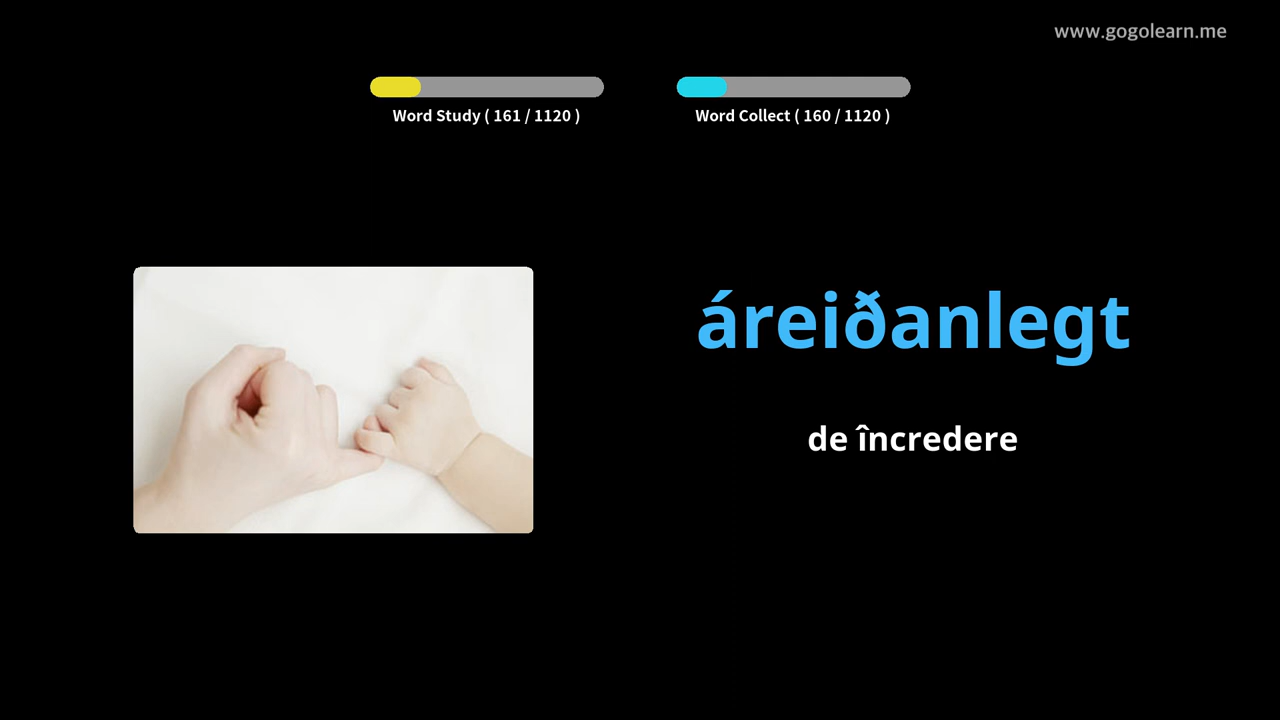 www.gogolearn.me
Word Study ( 161 / 1120 )
Word Collect ( 160 / 1120 )
áreiðanlegt
de încredere